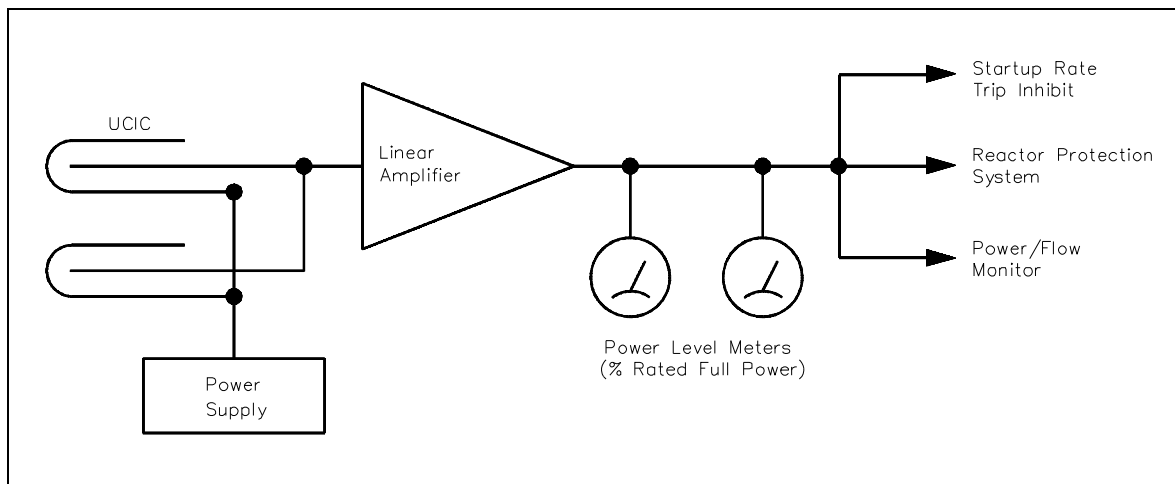 UCIC
Linear
Amplifier
Startup Rate
Trip Inhibit
Reactor Protection
System
Power/Flow
Monitor
Power Level Meters
(% Rated Full Power)
Power
Supply